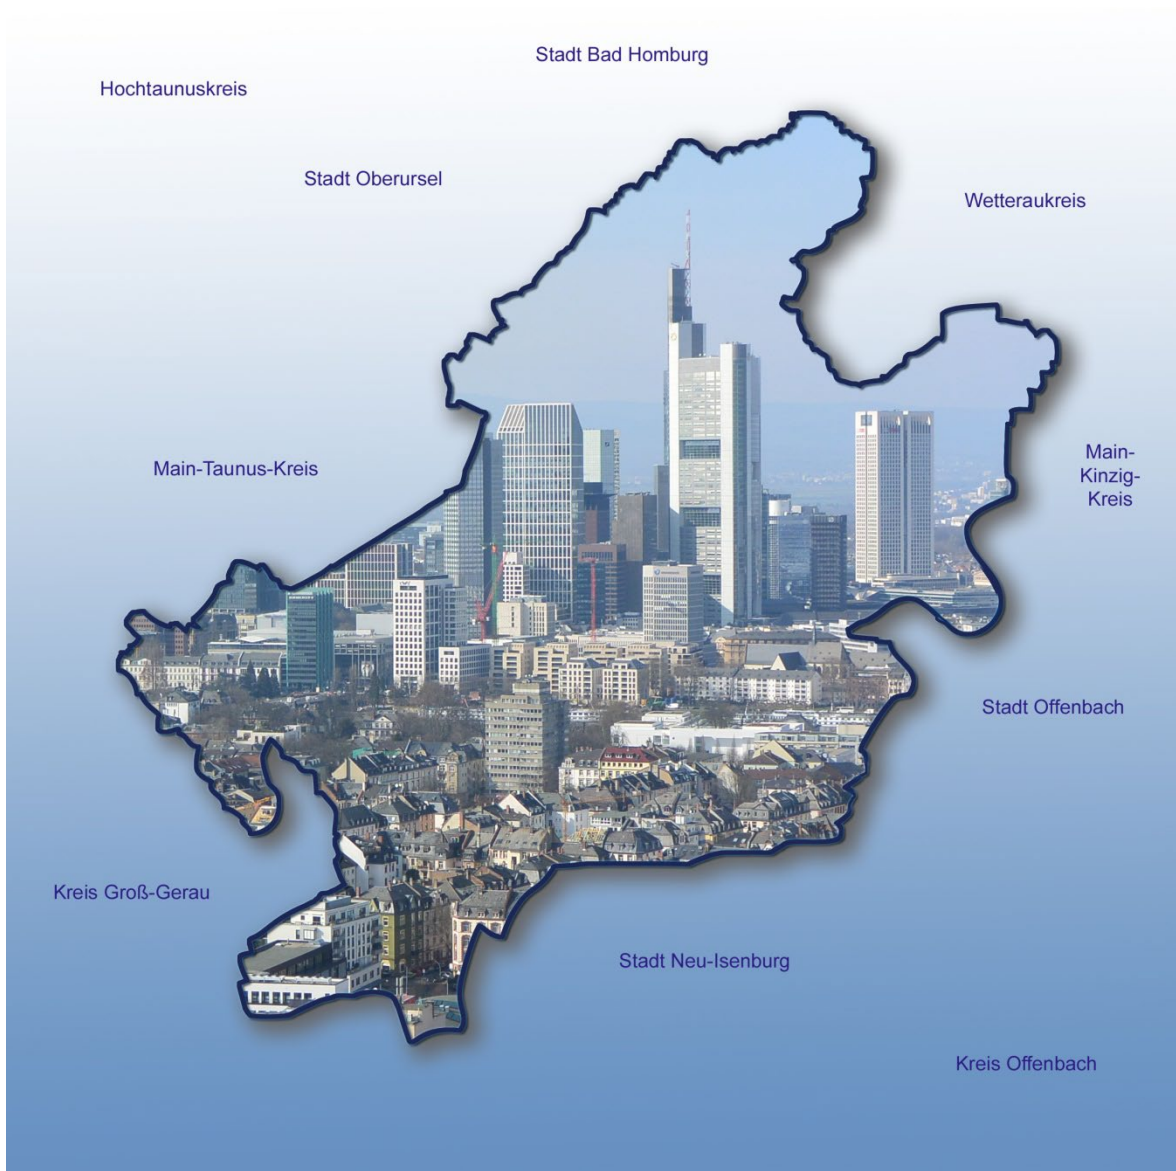 Stadt Bad Homburg
Hochtaunuskreis
Stadt Oberursel
Wetteraukreis
Main-Taunus-Kreis
Main-
Kinzig-
Kreis
Stadt Offenbach
Kreis Groß-Gerau
Stadt Neu-Isenburg
Kreis Offenbach